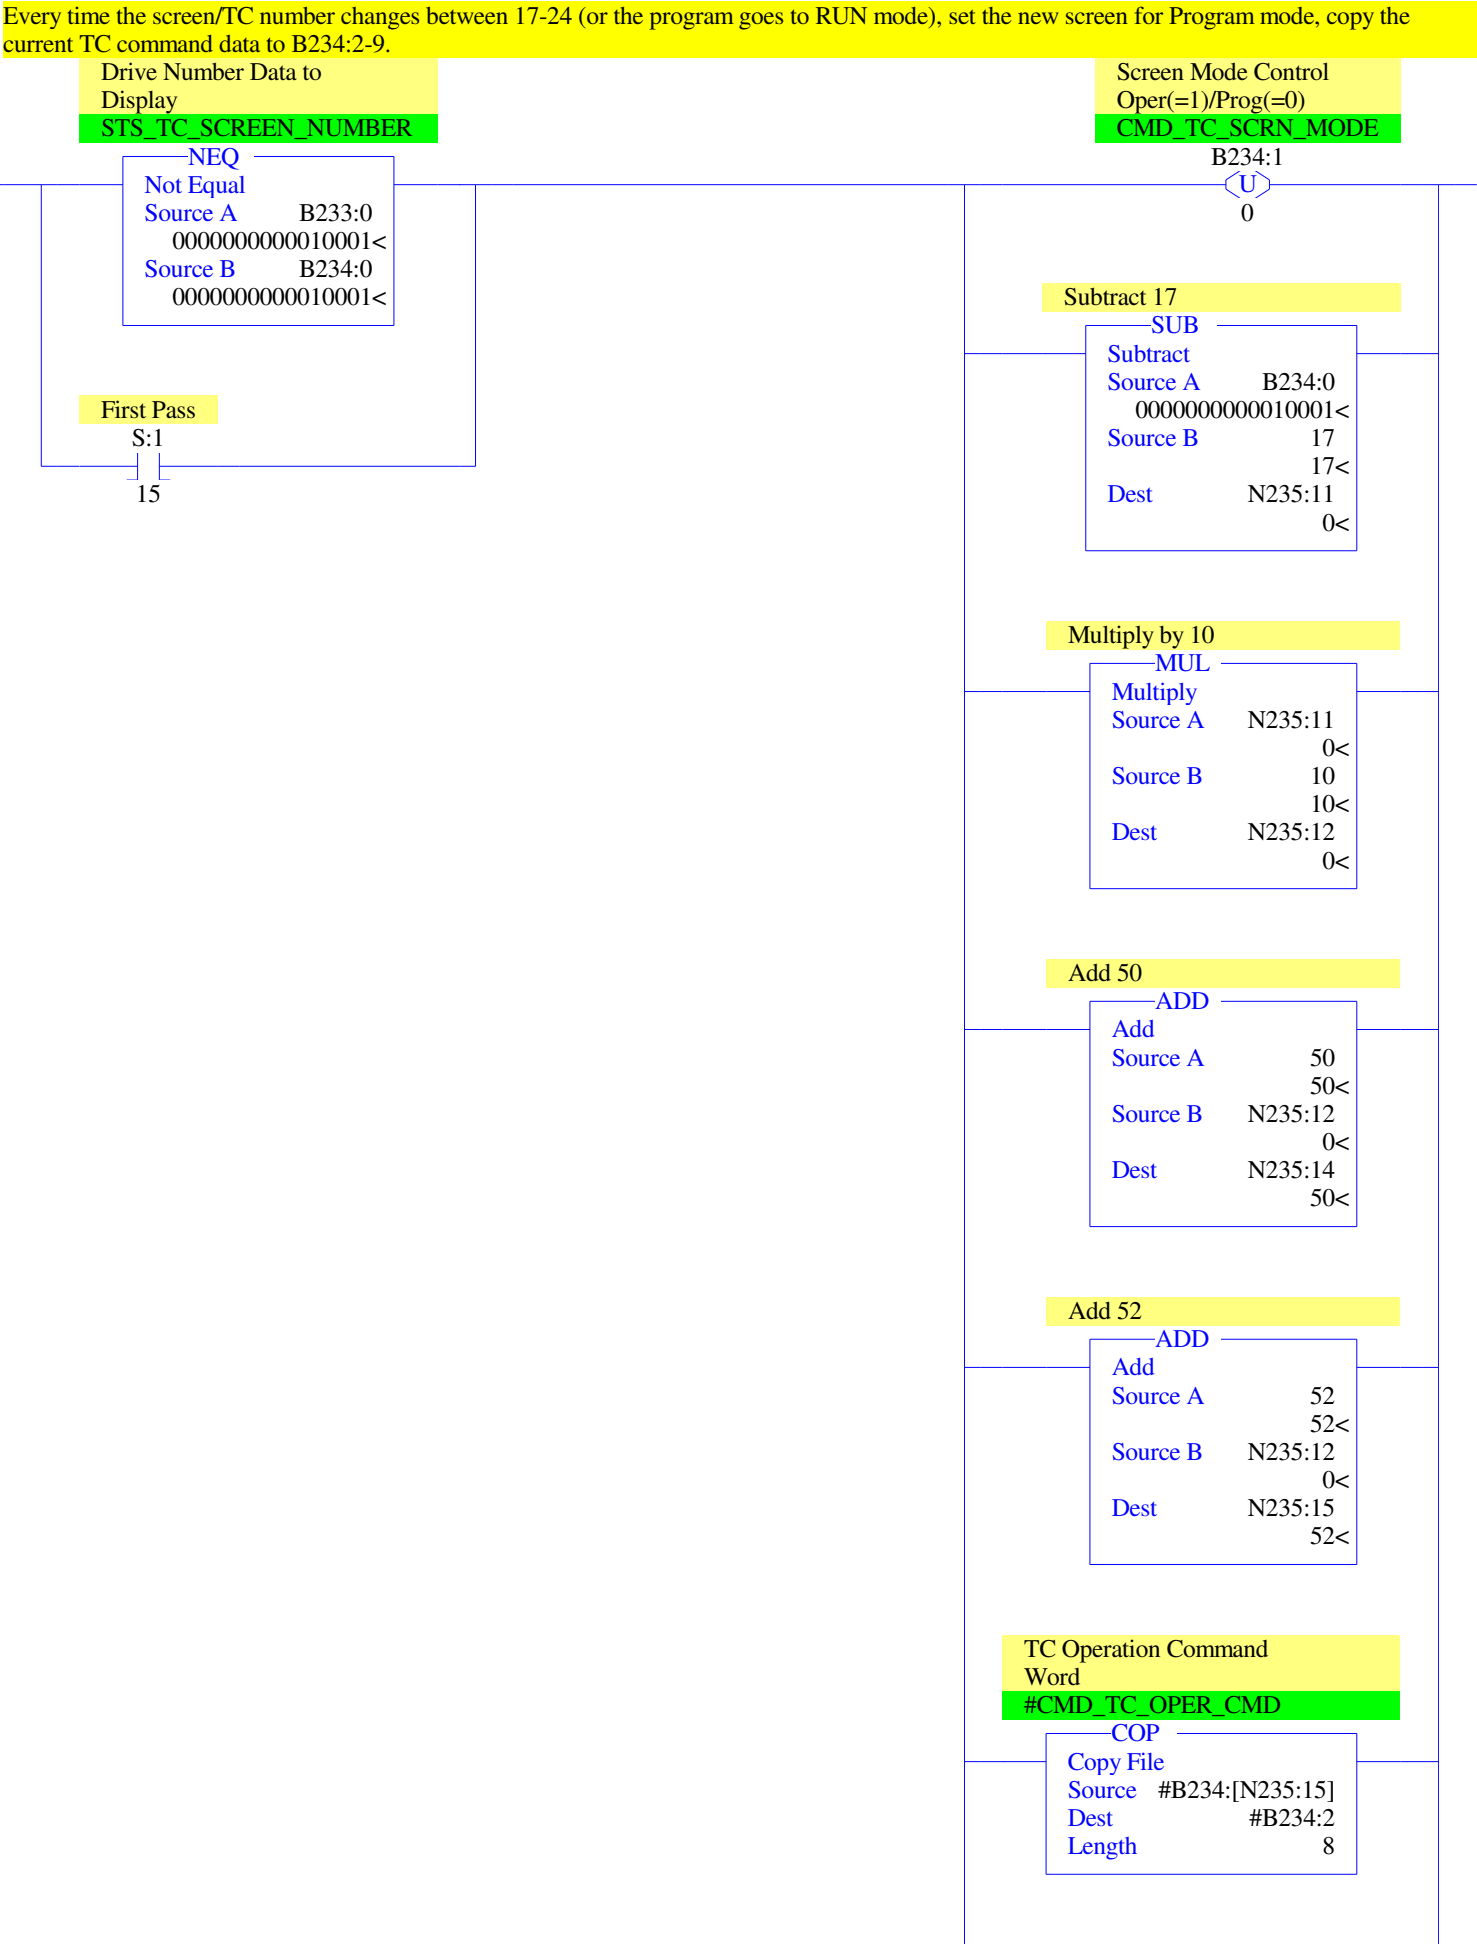 Every time the screen/TC number changes between 17-24 (or the program goes to RUN mode), set the new screen for Program mode, copy the
current TC command data to B234:2-9.
Drive Number Data to
Display
STS_TC_SCREEN_NUMBER
NEQ
Not Equal
Source A B233:0
0000000000010001<
Source B B234:0
0000000000010001<
First Pass
S:1
15
Screen Mode Control
Oper(=1)/Prog(=0)
CMD_TC_SCRN_MODE
B234:1
U
0
Subtract 17
SUB
Subtract
Source A B234:0
0000000000010001<
Source B 17
17<
Dest N235:11
0<
Multiply by 10
MUL
Multiply
Source A N235:11
0<
Source B 10
10<
Dest N235:12
0<
Add 50
ADD
Add
Source A 50
50<
Source B N235:12
0<
Dest N235:14
50<
Add 52
ADD
Add
Source A 52
52<
Source B N235:12
0<
Dest N235:15
52<
TC Operation Command
Word
#CMD_TC_OPER_CMD
COP
Copy File
Source #B234:[N235:15]
Dest #B234:2
Length 8